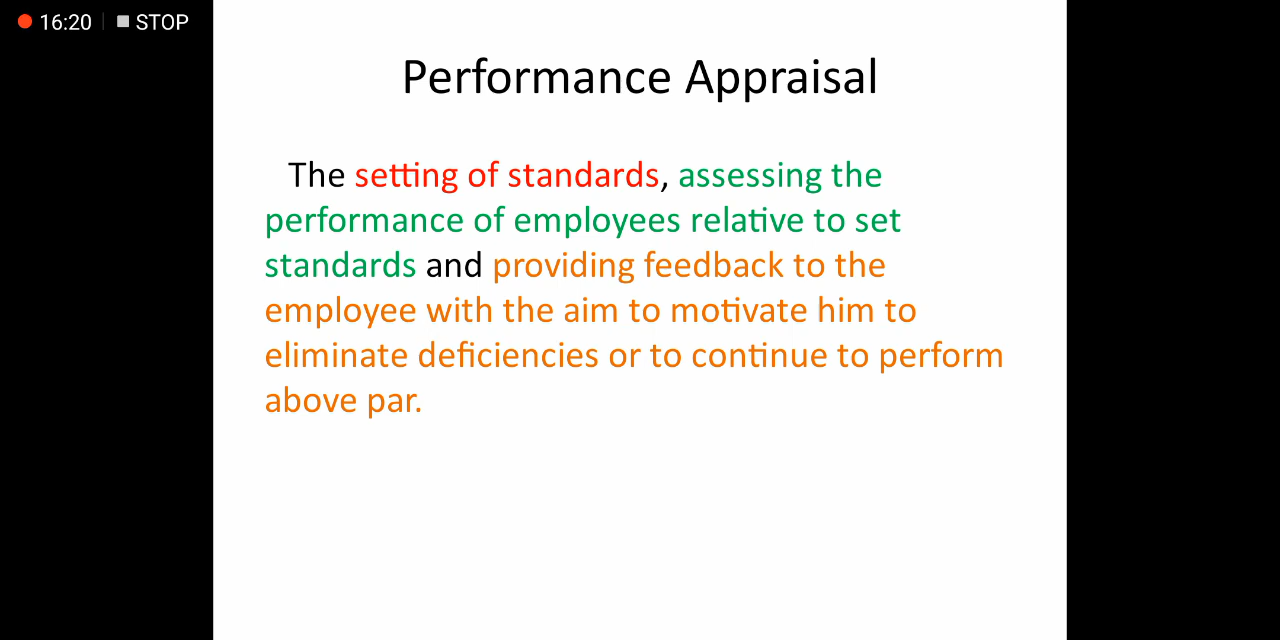 16:20 STOP
Performance Appraisal
The setting of standards, assessing the
performance of employees relative to set
standards and providing feedback to the
employee with the aim to motivate him to
eliminate deficiencies or to continue to perform
above par.